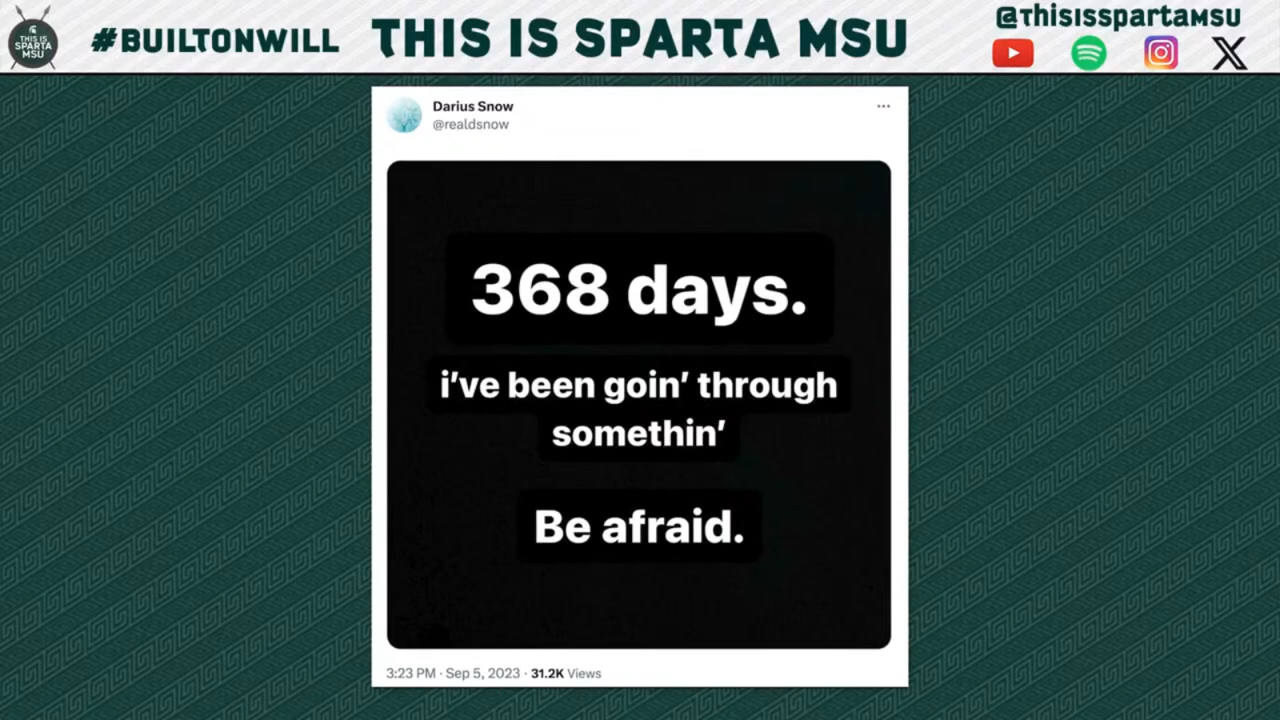 THIS IS
SPARTA
MSU
#BUILTONWILL
THIS IS SPARTA MSU
@ThisIsSpartaMSU
Darius Snow
@realdsnow
368 days.
i've been goin' through
somethin'
Be afraid.
3:23 PM · Sep 5, 2023 · 31.2K Views